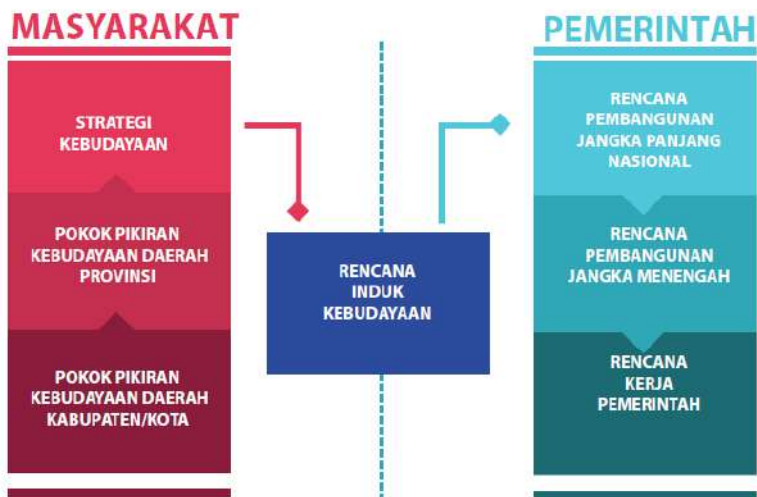 MASYARAKAT
STRATEGI
KEBUDAYAAN
POKOK PIKIRAN
KEBUDAYAAN DAERAH
PROVINSI
POKOK PIKIRAN
KEBUDAYAAN DAERAH
KABUPATEN/KOTA
RENCANA
INDUK
KEBUDAYAAN
PEMERINTAH
RENCANA
PEMBANGUNAN
JANGKA PANJANG
NASIONAL
RENCANA
PEMBANGUNAN
JANGKA MENENGAH
RENCANA
KERJA
PEMERINTAH